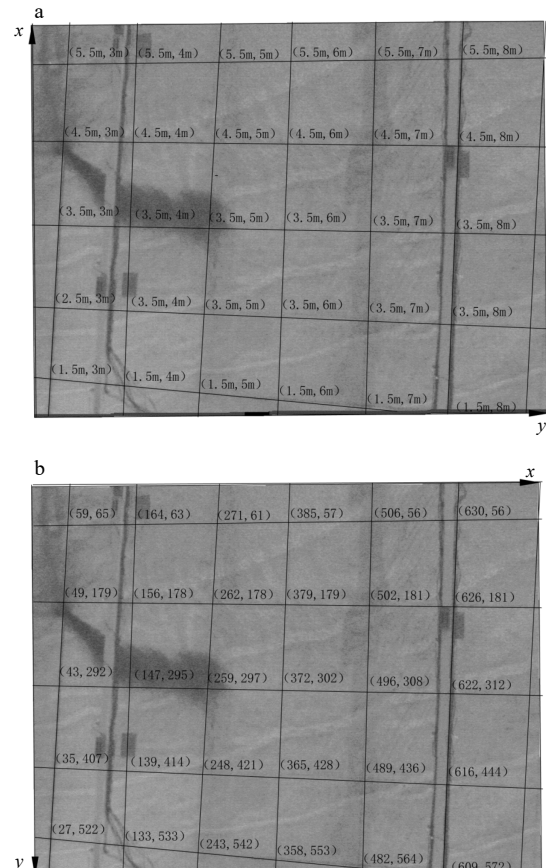 a
x
(5.5m,3m) (5.5m,4m) (5.5m,5m) (5.5m,6m) (5.5m,7m) (5.5m,8m)
(4.5m,3m) (4.5m,4m) (4.5m,5m) (4.5m,6m) (4.5m,7m) (4.5m,8m)
(3.5m,3m) (3.5m,4m) (3.5m,5m) (3.5m,6m) (3.5m,7m) (3.5m,8m)
(2.5m,3m) (3.5m,4m) (3.5m,5m) (3.5m,6m) (3.5m,7m) (3.5m,8m)
(1.5m,3m) (1.5m,4m) (1.5m,5m) (1.5m,6m) (1.5m,7m) (1.5m,8m)
y
b
x
(59,65) (164,63) (271,61) (385,57) (506,56) (630,56)
(49,179) (156,178) (262,178) (379,179) (502,181) (626,181)
(43,292) (147,295) (259,297) (372,302) (496,308) (622,312)
(35,407) (139,414) (248,421) (365,428) (489,436) (616,444)
(27,522) (133,533) (243,542) (358,553) (482,564) (609,572)
y